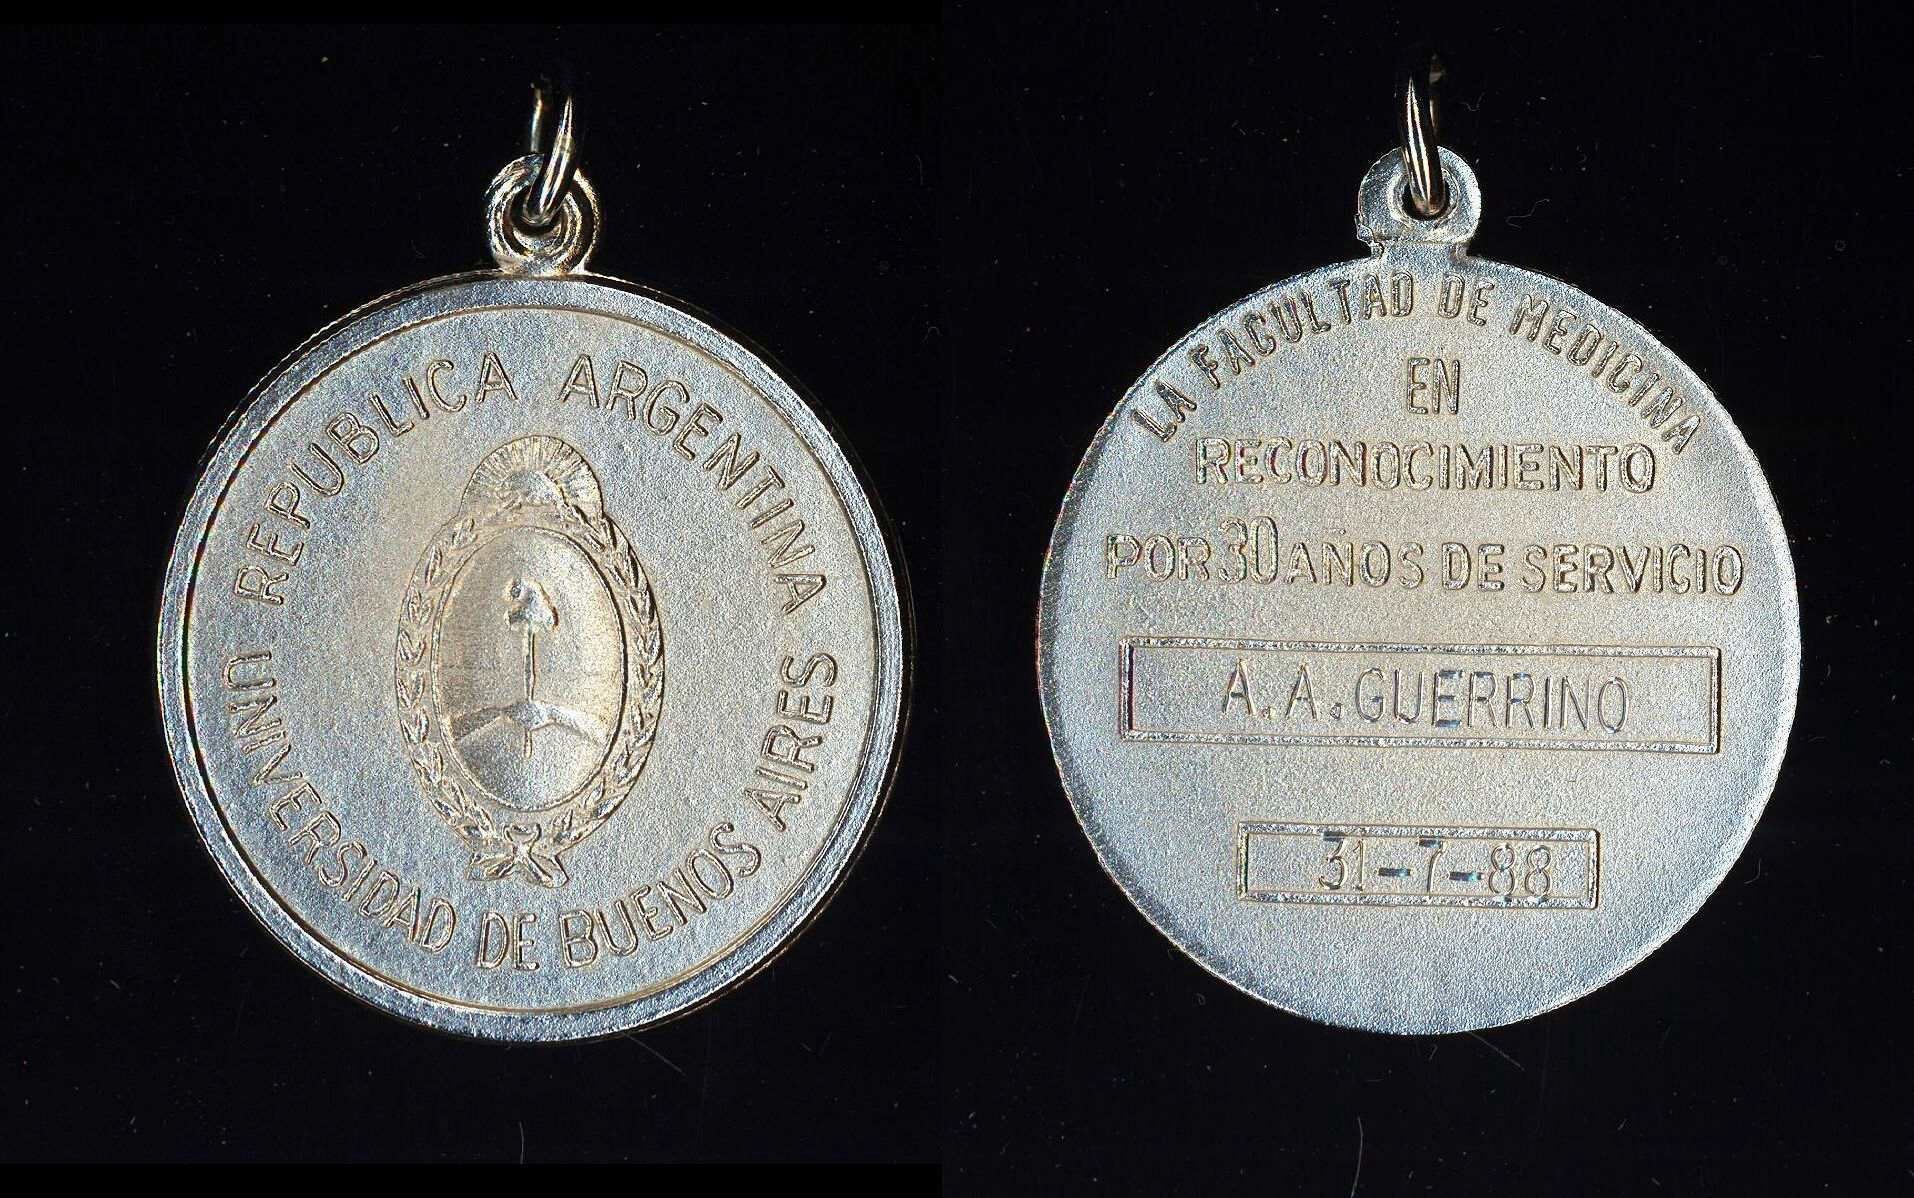 REPUBLICA ARGENTINA
UNIVERSIDAD DE BUENOS AIRES
LA FACULTAD DE MEDICINA
EN
RECONOCIMIENTO
POR 30 AÑOS DE SERVICIO
A. A. GUERRINO
31-7-88